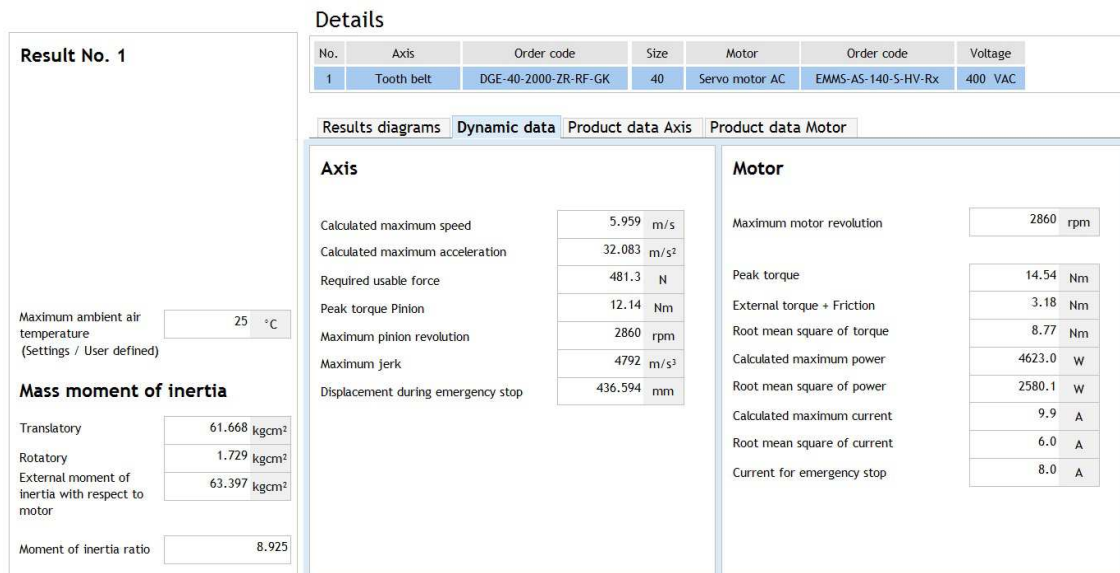 Details
Result No. 1
No. Axis Order code Size Motor Order code Voltage
1 Tooth belt DGE-40-2000-ZR-RF-GK 40 Servo motor AC EMMS-AS-140-S-HV-Rx 400 VAC
Results diagrams Dynamic data Product data Axis Product data Motor
Maximum ambient air
temperature
(Settings / User defined)
25 °C
Mass moment of inertia
Translatory 61.668 kgcm²
Rotatory 1.729 kgcm²
External moment of
inertia with respect to
motor
63.397 kgcm²
Moment of inertia ratio 8.925
Axis
Calculated maximum speed 5.959 m/s
Calculated maximum acceleration 32.083 m/s²
Required usable force 481.3 N
Peak torque Pinion 12.14 Nm
Maximum pinion revolution 2860 rpm
Maximum jerk 4792 m/s³
Displacement during emergency stop 436.594 mm
Motor
Maximum motor revolution 2860 rpm
Peak torque 14.54 Nm
External torque + Friction 3.18 Nm
Root mean square of torque 8.77 Nm
Calculated maximum power 4623.0 W
Root mean square of power 2580.1 W
Calculated maximum current 9.9 A
Root mean square of current 6.0 A
Current for emergency stop 8.0 A